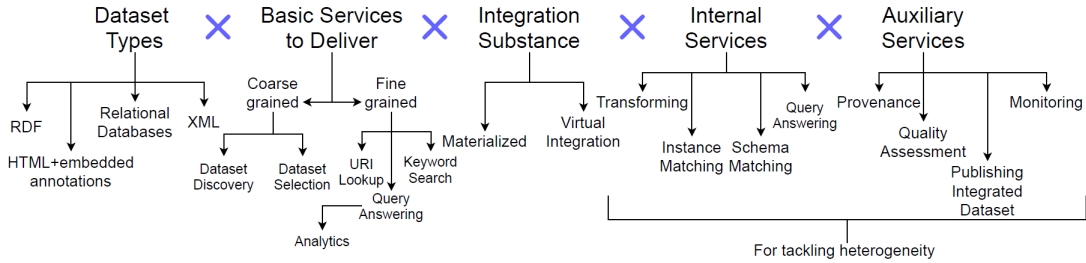 Dataset
Types
Basic Services
to Deliver
Integration
Substance
Internal
Services
Auxiliary
Services
RDF
HTML+embedded
annotations
Relational
Databases
XML
Coarse
grained
Fine
grained
Dataset
Discovery
Dataset
Selection
URI
Lookup
Keyword
Search
Query
Answering
Analytics
Materialized
Virtual
Integration
Transforming
Instance
Matching
Schema
Matching
Query
Answering
Provenance
Quality
Assessment
Publishing
Integrated
Dataset
Monitoring
For tackling heterogeneity